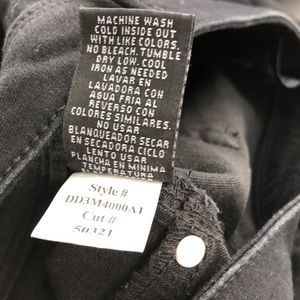 MACHINE WASH
COLD INSIDE OUT
WITH LIKE COLORS.
NO BLEACH. TUMBLE
DRY LOW. COOL
IRON AS NEEDED
LAVAR EN
LAVADORA CON
AGUA FRIA AL
REVERSO CON
COLORES SIMILARES.
NO USAR
BLANQUEADOR SECAR
EN SECADORA CICLO
LENTO USAR
PLANCHA EN MINIMA
TEMPERATURA
Style #
DD3M4000A1
Cut#
50321